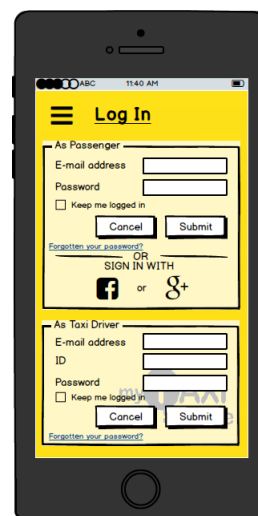 ABC 11:40 AM
Log In
As Passenger
E-mail address
Password
Keep me logged in
Cancel Submit
Forgotten your password?
OR
SIGN IN WITH
f or g+
As Taxi Driver
E-mail address
ID
Password
my TAXI
Keep me logged in
Cancel Submit
Forgotten your password?